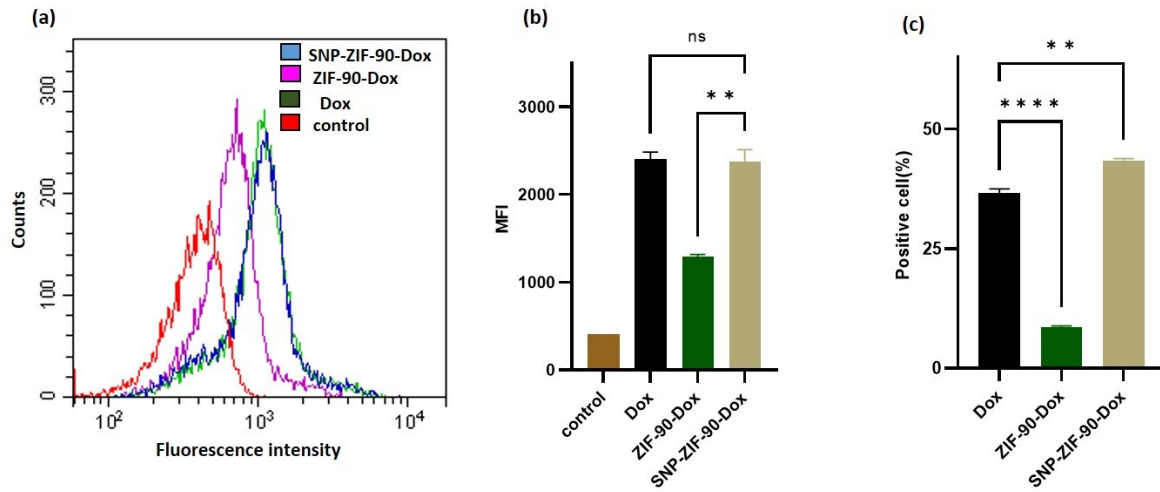 (a)
SNP-ZIF-90-Dox
ZIF-90-Dox
Dox
control
300
200
100
0
Counts
10²
10⁻³
10⁴
Fluorescence intensity
(b)
ns
* *
3000
2000
1000
0
MFI
control
Dox
ZIF-90-Dox
SNP-ZIF-90-Dox
(c)
* *
* * * *
50
25
0
Positive cell(%)
Dox
ZIF-90-Dox
SNP-ZIF-90-Dox